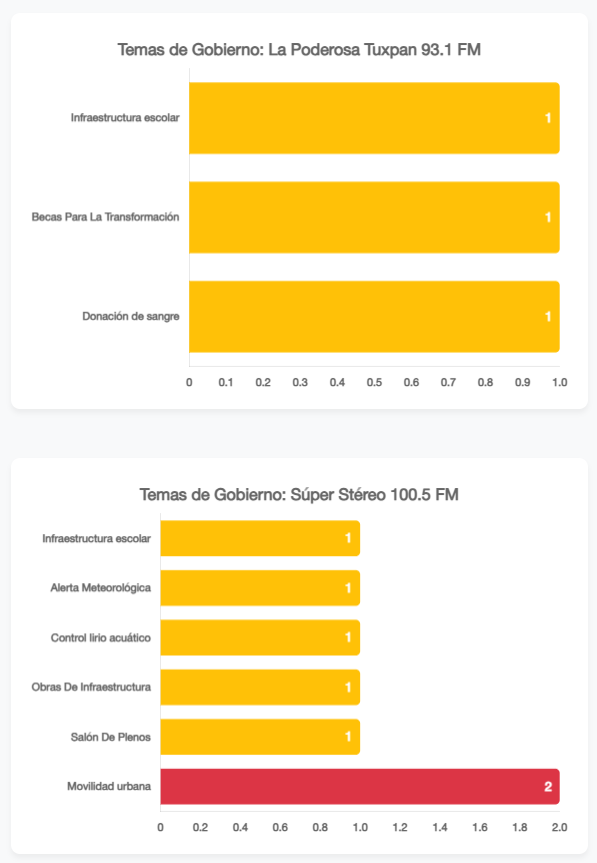 Temas de Gobierno: La Poderosa Tuxpan 93.1 FM
Infraestructura escolar
1
Becas Para La Transformación
1
Donación de sangre
1
0 0.1 0.2 0.3 0.4 0.5 0.6 0.7 0.8 0.9 1.0
Temas de Gobierno: Súper Stéreo 100.5 FM
Infraestructura escolar
1
Alerta Meteorológica
1
Control lirio acuático
1
Obras De Infraestructura
1
Salón De Plenos
1
Movilidad urbana
2
0 0.2 0.4 0.6 0.8 1.0 1.2 1.4 1.6 1.8 2.0